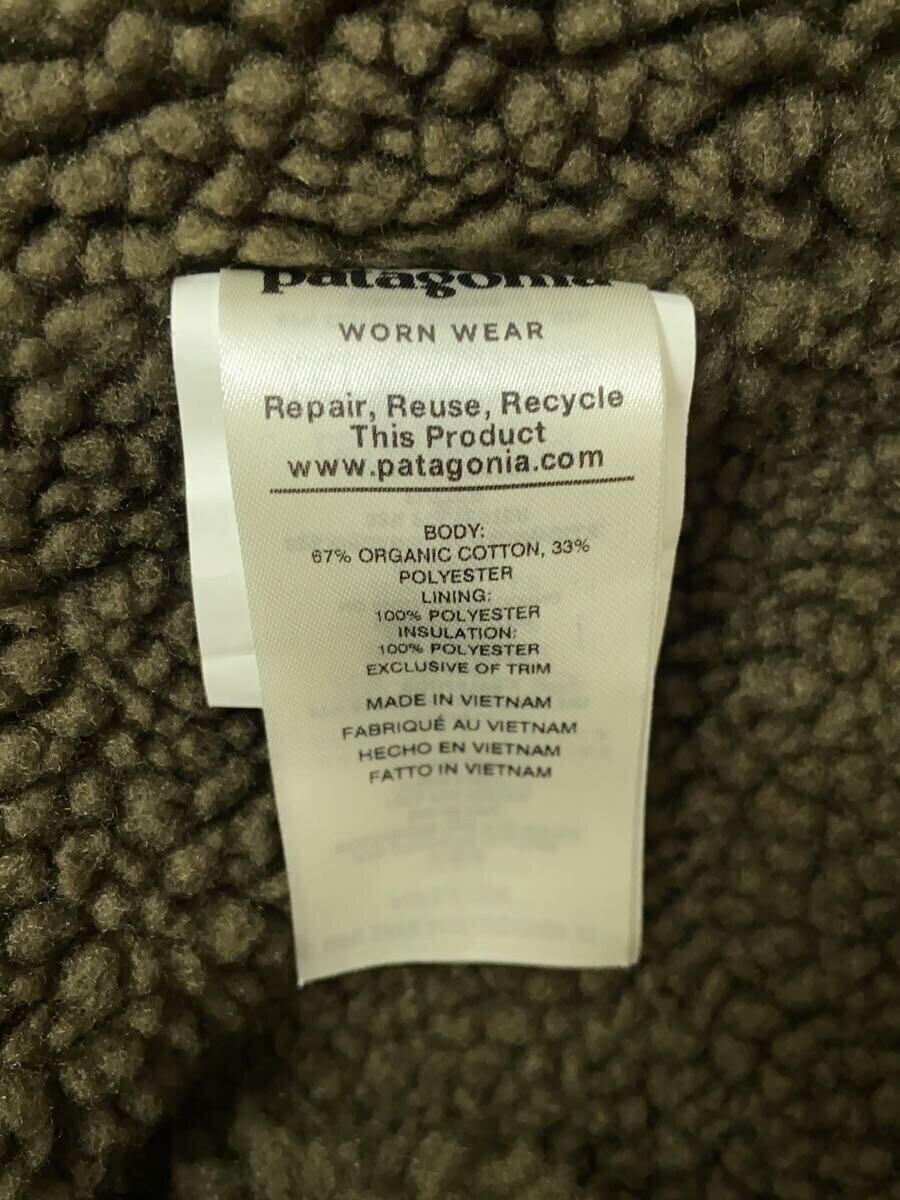 patagonia
WORN WEAR
Repair, Reuse, Recycle
This Product
www.patagonia.com
BODY:
67% ORGANIC COTTON, 33%
POLYESTER
LINING:
100% POLYESTER
INSULATION:
100% POLYESTER
EXCLUSIVE OF TRIM
MADE IN VIETNAM
FABRIQUÉ AU VIETNAM
HECHO EN VIETNAM
FATTO IN VIETNAM